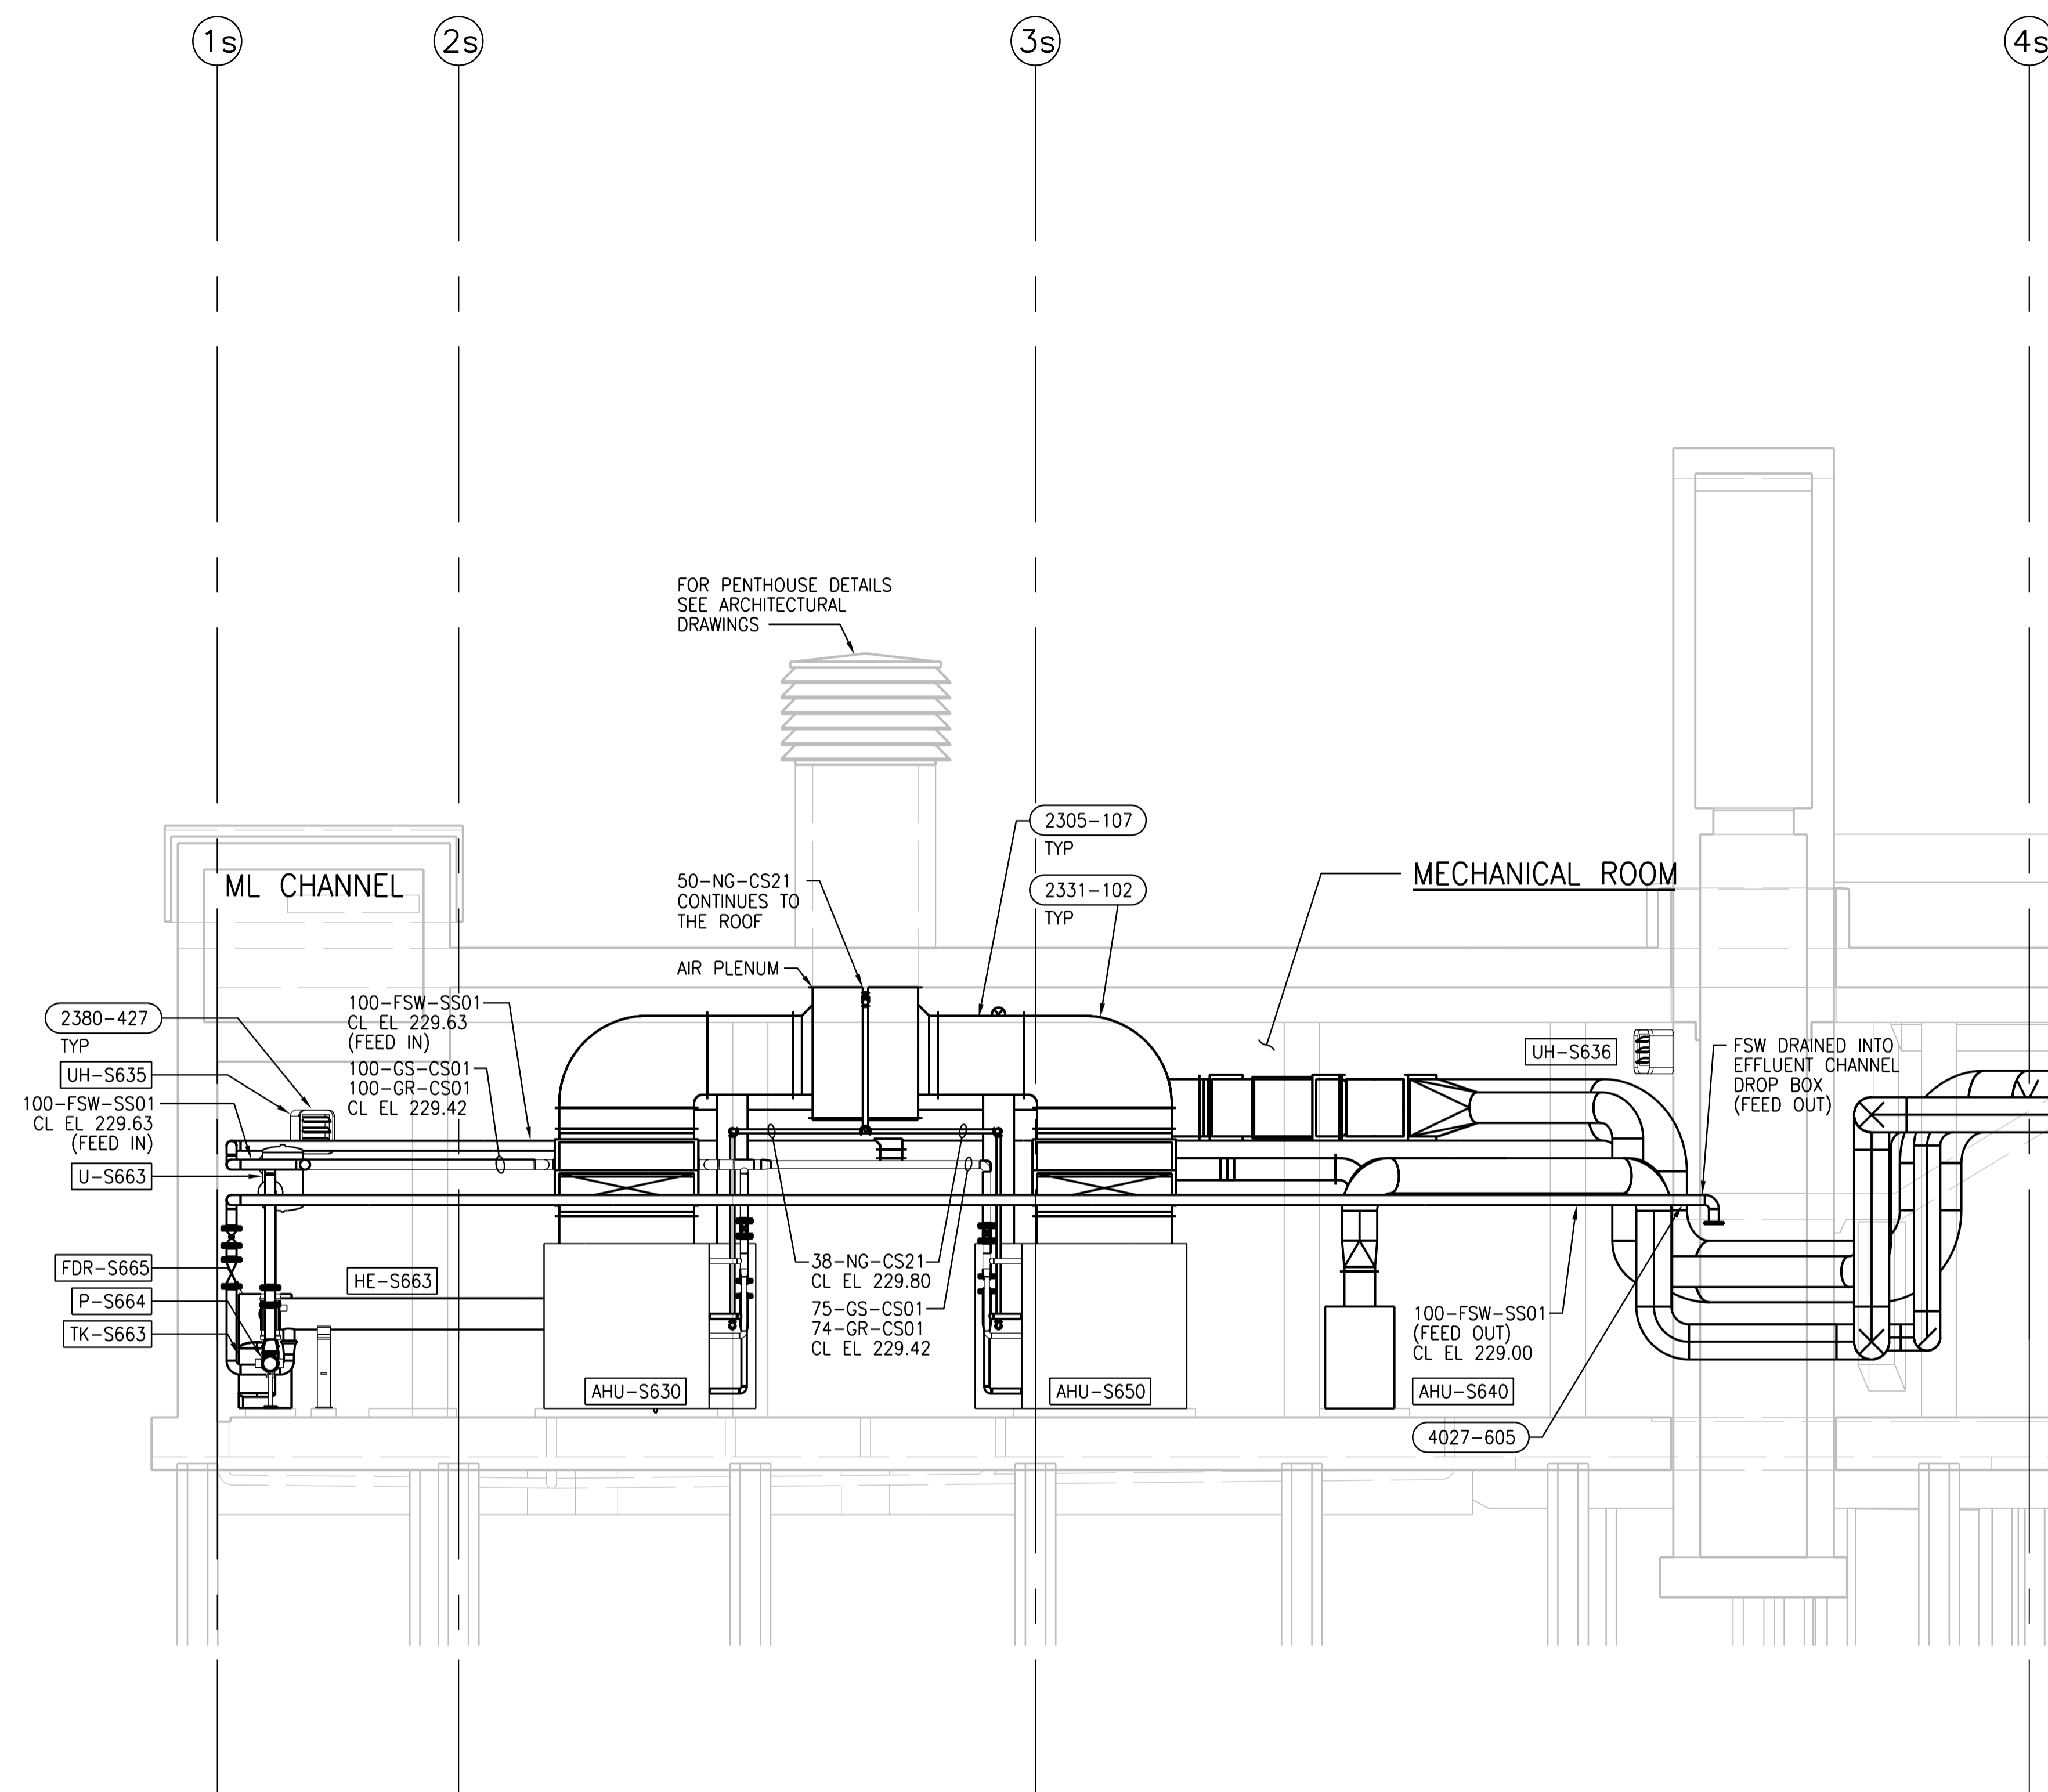 1s
2s
3s
4s
FOR PENTHOUSE DETAILS
SEE ARCHITECTURAL
DRAWINGS
2305-107
TYP
ML CHANNEL
50-NG-CS21
CONTINUES TO
THE ROOF
2331-102
TYP
MECHANICAL ROOM
AIR PLENUM
2380-427
TYP
100-FSW-SS01
CL EL 229.63
(FEED IN)
UH-S635
100-GS-CS01
100-GR-CS01
CL EL 229.42
UH-S636
FSW DRAINED INTO
EFFLUENT CHANNEL
DROP BOX
(FEED OUT)
100-FSW-SS01
CL EL 229.63
(FEED IN)
U-S663
FDR-S665
HE-S663
P-S664
TK-S663
38-NG-CS21
CL EL 229.80
75-GS-CS01
74-GR-CS01
CL EL 229.42
100-FSW-SS01
(FEED OUT)
CL EL 229.00
AHU-S630
AHU-S650
AHU-S640
4027-605